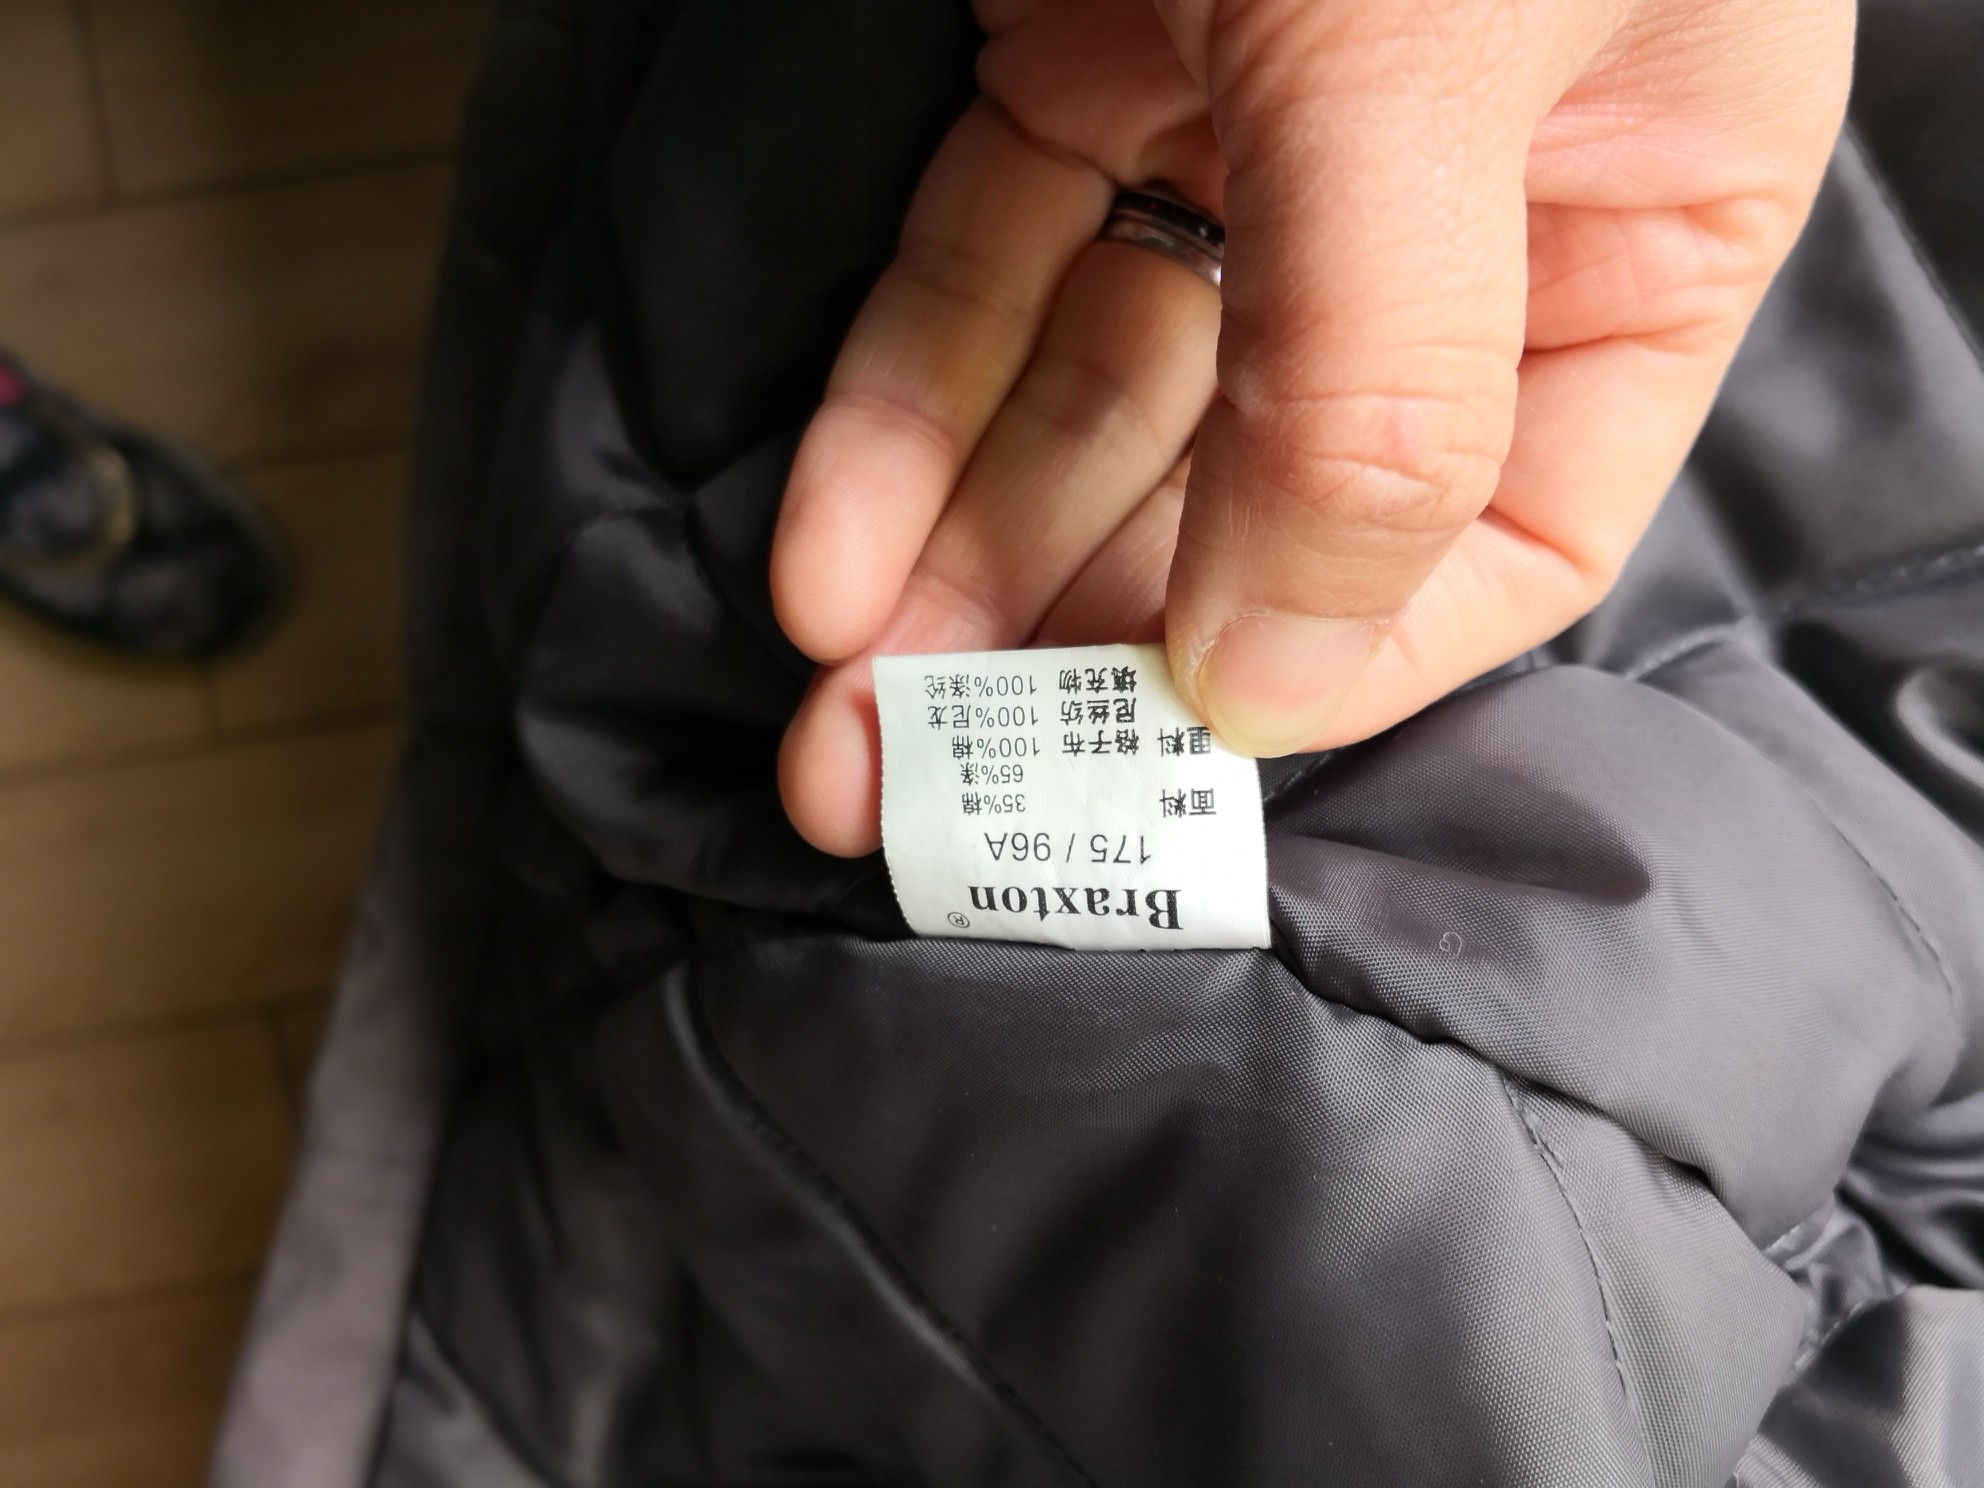 Braxton®
175 / 96A
面料 35%棉
65%涤
里料 格子布 100%棉
尼丝纺 100%尼龙
填充物 100%涤纶